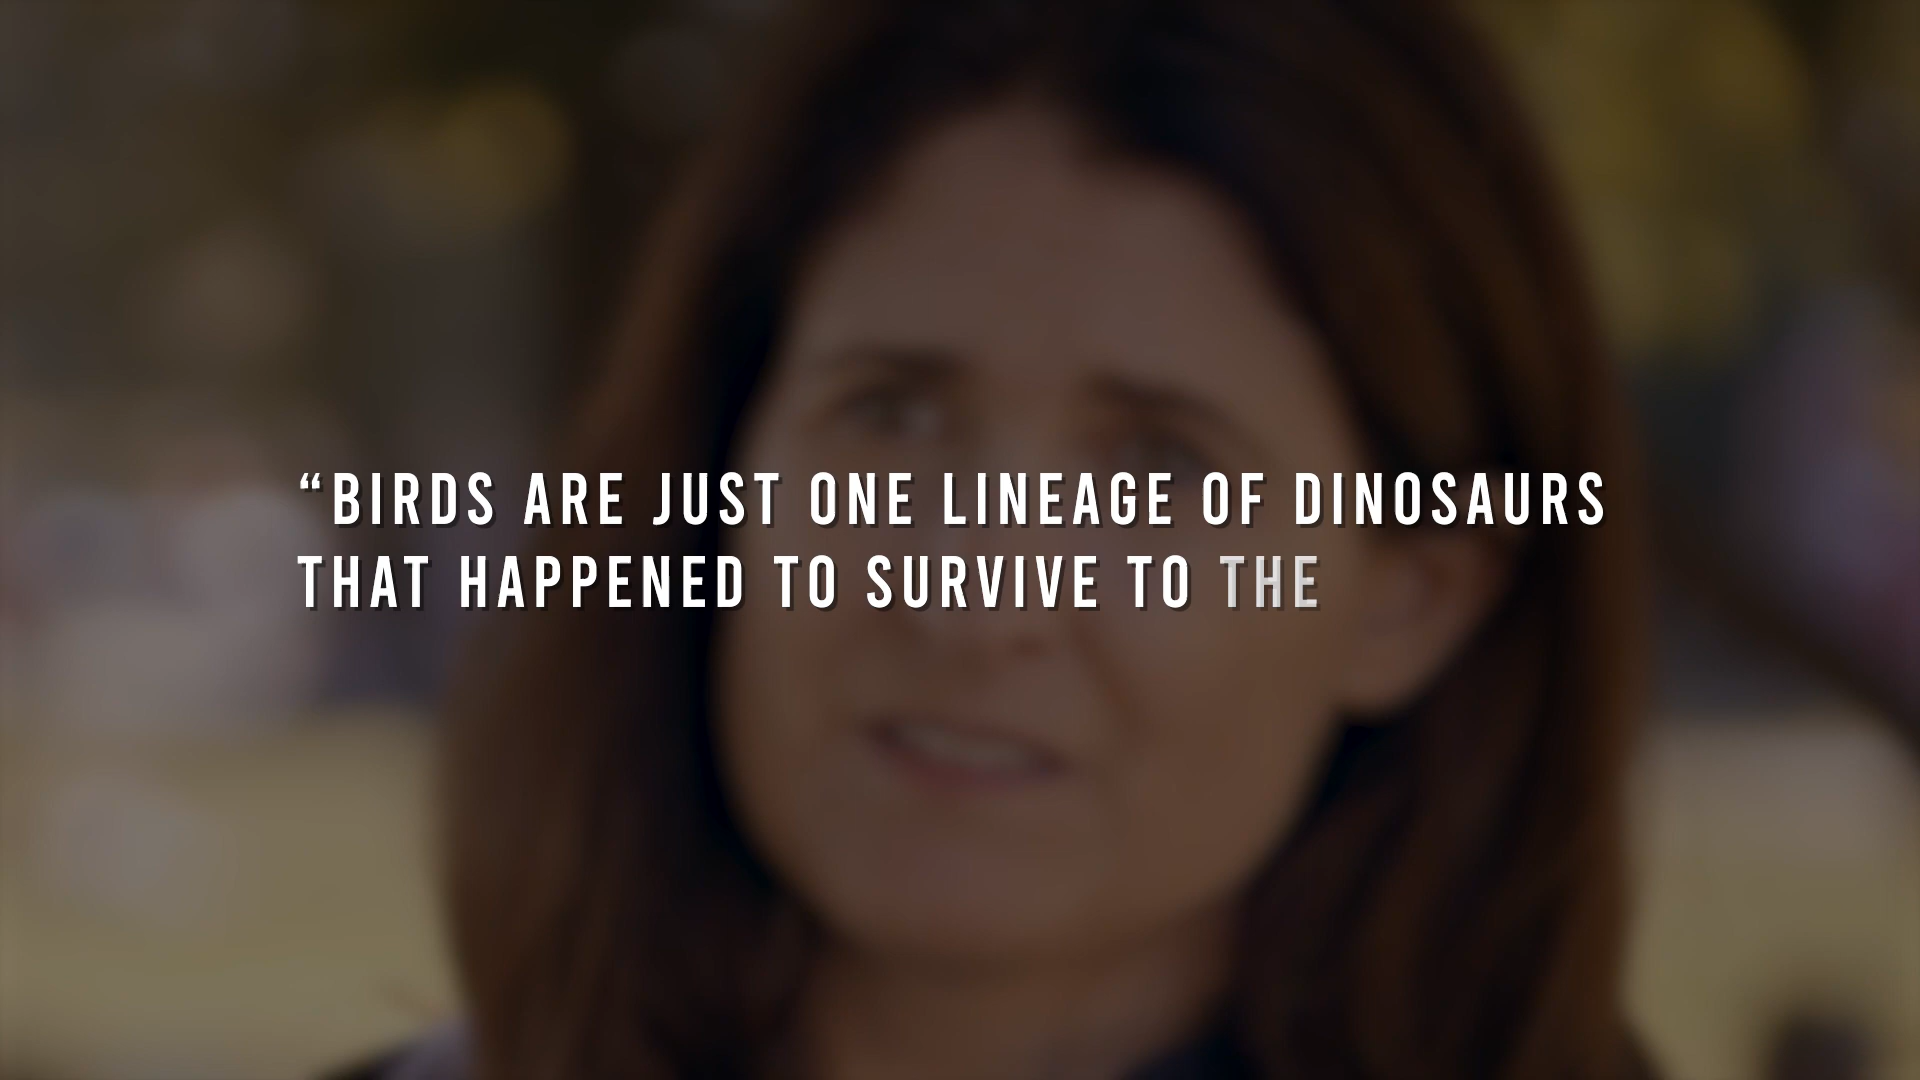 “BIRDS ARE JUST ONE LINEAGE OF DINOSAURS
THAT HAPPENED TO SURVIVE TO THE